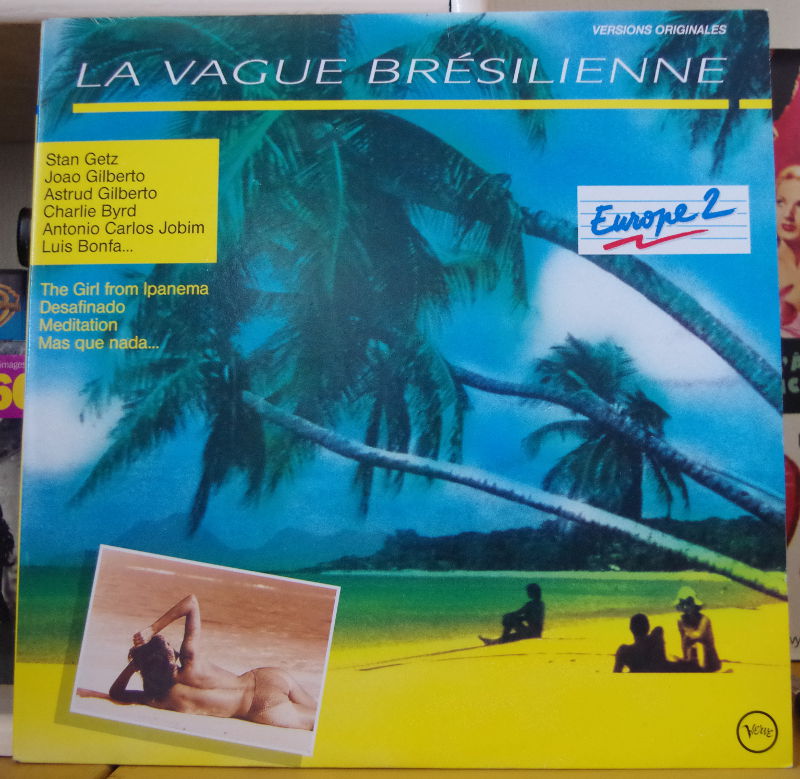 VERSIONS ORIGINALES
LA VAGUE BRÉSILIENNE
Stan Getz
Joao Gilberto
Astrud Gilberto
Charlie Byrd
Antonio Carlos Jobim
Luis Bonfa...
Europe 2
The Girl from Ipanema
Desafinado
Meditation
Mas que nada...
images
VERVE